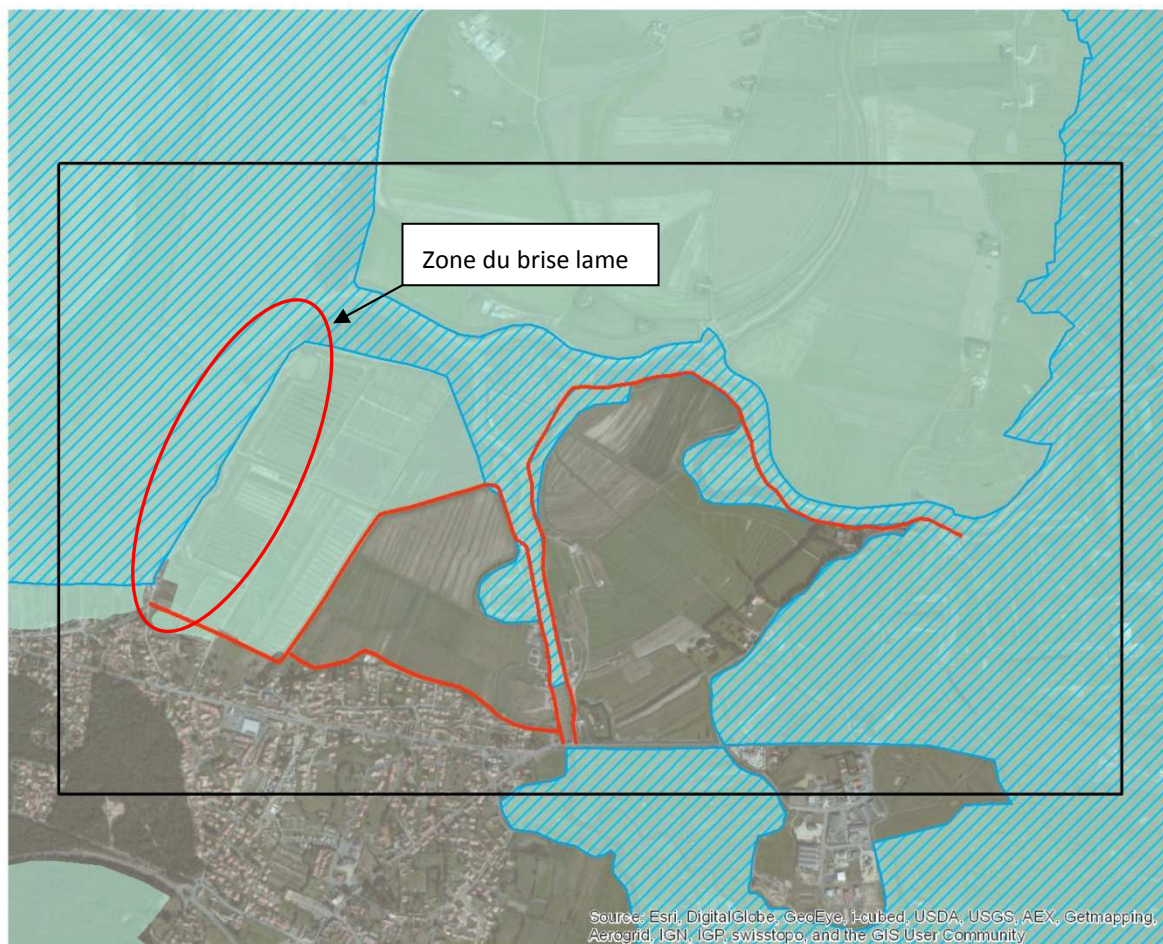 Zone du brise lame
Source: Esri, DigitalGlobe, GeoEye, i-cubed, USDA, USGS, AEX, Getmapping,
Aerogrid, IGN, IGP, swisstopo, and the GIS User Community